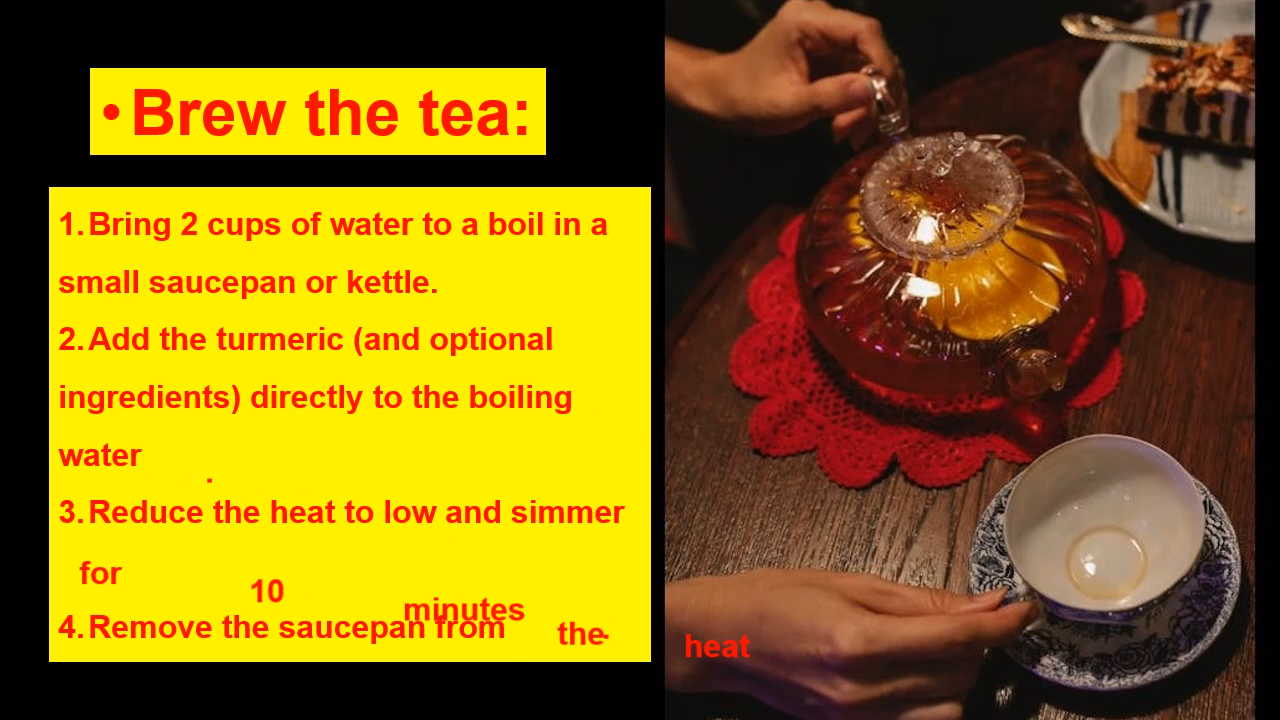 • Brew the tea:
1. Bring 2 cups of water to a boil in a
small saucepan or kettle.
2. Add the turmeric (and optional
ingredients) directly to the boiling
water.
3. Reduce the heat to low and simmer
for 10 minutes.
4. Remove the saucepan from the heat